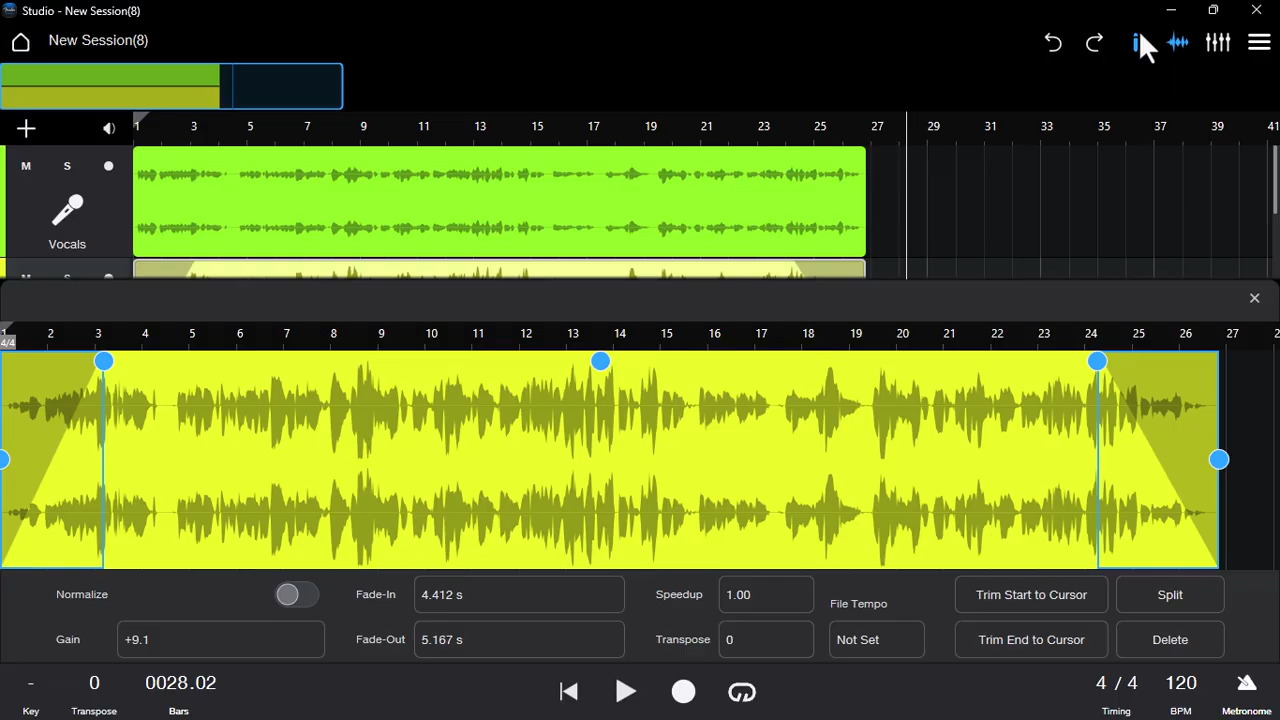 Studio - New Session(8)
New Session(8)
1 3 5 7 9 11 13 15 17 19 21 23 25 27 29 31 33 35 37 39 41
M S
Vocals
M S
1 2 3 4 5 6 7 8 9 10 11 12 13 14 15 16 17 18 19 20 21 22 23 24 25 26 27
4/4
Normalize Fade-In 4.412 s Speedup 1.00 File Tempo Trim Start to Cursor Split
Gain +9.1 Fade-Out 5.167 s Transpose 0 Not Set Trim End to Cursor Delete
- 0 0028.02 4 / 4 120
Key Transpose Bars Timing BPM Metronome